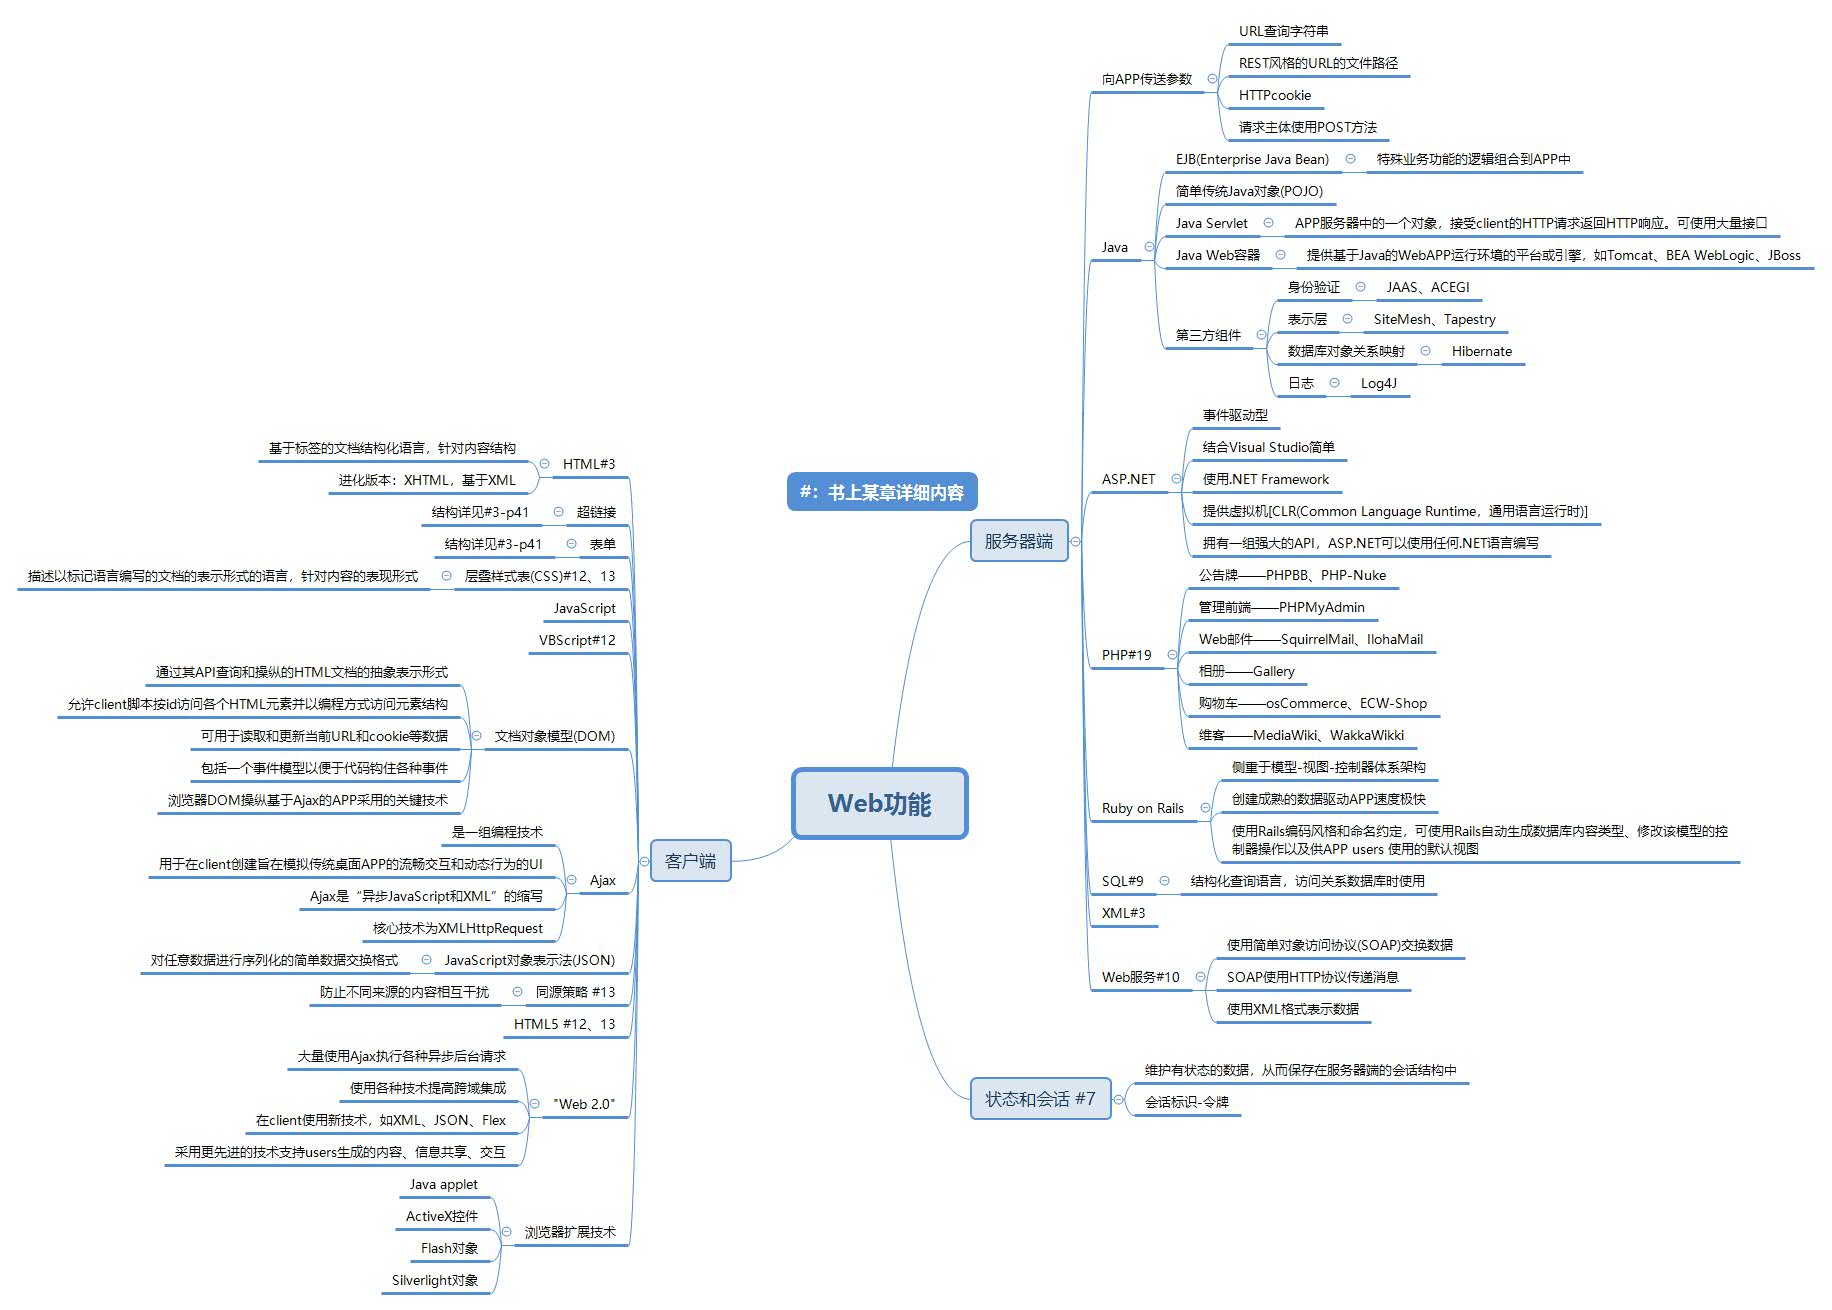 #：书上某章详细内容
Web功能
服务器端
向APP传送参数
URL查询字符串
REST风格的URL的文件路径
HTTPcookie
请求主体使用POST方法
Java
EJB(Enterprise Java Bean)
特殊业务功能的逻辑组合到APP中
简单传统Java对象(POJO)
Java Servlet
APP服务器中的一个对象，接受client的HTTP请求返回HTTP响应。可使用大量接口
Java Web容器
提供基于Java的WebAPP运行环境的平台或引擎，如Tomcat、BEA WebLogic、JBoss
第三方组件
身份验证
JAAS、ACEGI
表示层
SiteMesh、Tapestry
数据库对象关系映射
Hibernate
日志
Log4J
ASP.NET
事件驱动型
结合Visual Studio简单
使用.NET Framework
提供虚拟机[CLR(Common Language Runtime，通用语言运行时)]
拥有一组强大的API，ASP.NET可以使用任何.NET语言编写
PHP#19
公告牌——PHPBB、PHP-Nuke
管理前端——PHPMyAdmin
Web邮件——SquirrelMail、IlohaMail
相册——Gallery
购物车——osCommerce、ECW-Shop
维客——MediaWiki、WakkaWikki
Ruby on Rails
侧重于模型-视图-控制器体系架构
创建成熟的数据驱动APP速度极快
使用Rails编码风格和命名约定，可使用Rails自动生成数据库内容类型、修改该模型的控
制器操作以及供APP users 使用的默认视图
SQL#9
结构化查询语言，访问关系数据库时使用
XML#3
Web服务#10
使用简单对象访问协议(SOAP)交换数据
SOAP使用HTTP协议传递消息
使用XML格式表示数据
状态和会话 #7
维护有状态的数据，从而保存在服务器端的会话结构中
会话标识-令牌
客户端
HTML#3
基于标签的文档结构化语言，针对内容结构
进化版本：XHTML，基于XML
超链接
结构详见#3-p41
表单
结构详见#3-p41
层叠样式表(CSS)#12、13
描述以标记语言编写的文档的表示形式的语言，针对内容的表现形式
JavaScript
VBScript#12
文档对象模型(DOM)
通过其API查询和操纵的HTML文档的抽象表示形式
允许client脚本按id访问各个HTML元素并以编程方式访问元素结构
可用于读取和更新当前URL和cookie等数据
包括一个事件模型以便于代码钩住各种事件
浏览器DOM操纵基于Ajax的APP采用的关键技术
Ajax
是一组编程技术
用于在client创建旨在模拟传统桌面APP的流畅交互和动态行为的UI
Ajax是“异步JavaScript和XML”的缩写
核心技术为XMLHttpRequest
JavaScript对象表示法(JSON)
对任意数据进行序列化的简单数据交换格式
同源策略 #13
防止不同来源的内容相互干扰
HTML5 #12、13
"Web 2.0"
大量使用Ajax执行各种异步后台请求
使用各种技术提高跨域集成
在client使用新技术，如XML、JSON、Flex
采用更先进的技术支持users生成的内容、信息共享、交互
浏览器扩展技术
Java applet
ActiveX控件
Flash对象
Silverlight对象